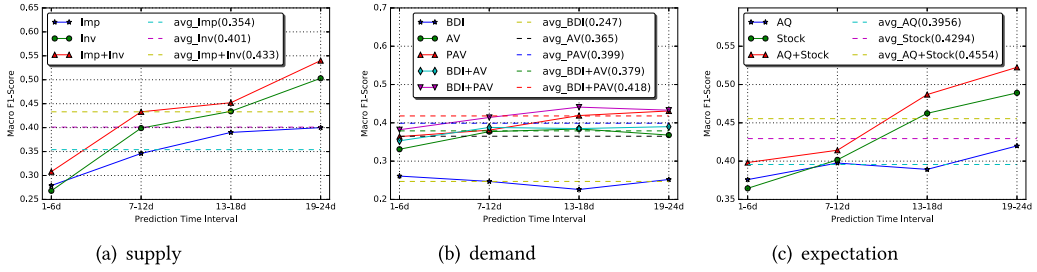 0.65
0.60
0.55
0.50
0.45
0.40
0.35
0.30
0.25
Macro F1-Score
Imp avg_Imp(0.354)
Inv avg_Inv(0.401)
Imp+Inv avg_Imp+Inv(0.433)
1-6d 7-12d 13-18d 19-24d
Prediction Time Interval
(a) supply
0.7
0.6
0.5
0.4
0.3
0.2
Macro F1-Score
BDI avg_BDI(0.247)
AV avg_AV(0.365)
PAV avg_PAV(0.399)
BDI+AV avg_BDI+AV(0.379)
BDI+PAV avg_BDI+PAV(0.418)
1-6d 7-12d 13-18d 19-24d
Prediction Time Interval
(b) demand
0.60
0.55
0.50
0.45
0.40
0.35
Macro F1-Score
AQ avg_AQ(0.3956)
Stock avg_Stock(0.4294)
AQ+Stock avg_AQ+Stock(0.4554)
1-6d 7-12d 13-18d 19-24d
Prediction Time Interval
(c) expectation